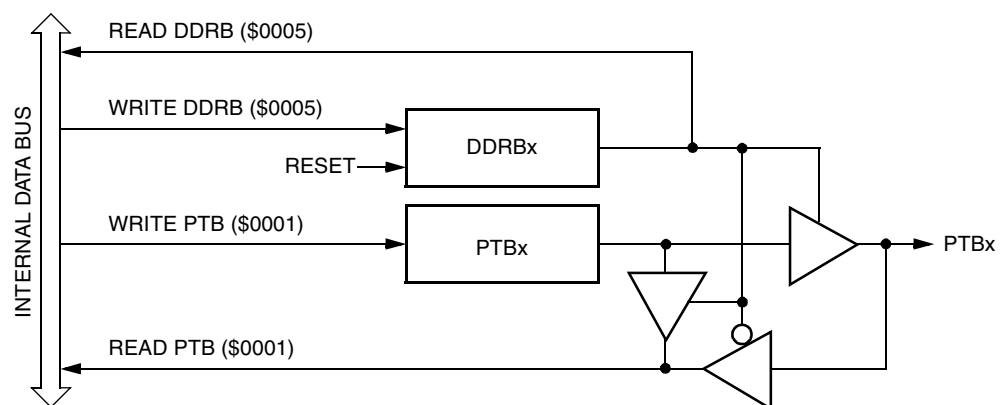 READ DDRB ($0005)
WRITE DDRB ($0005)
DDRBx
RESET
INTERNAL DATA BUS
WRITE PTB ($0001)
PTBx
PTBx
READ PTB ($0001)